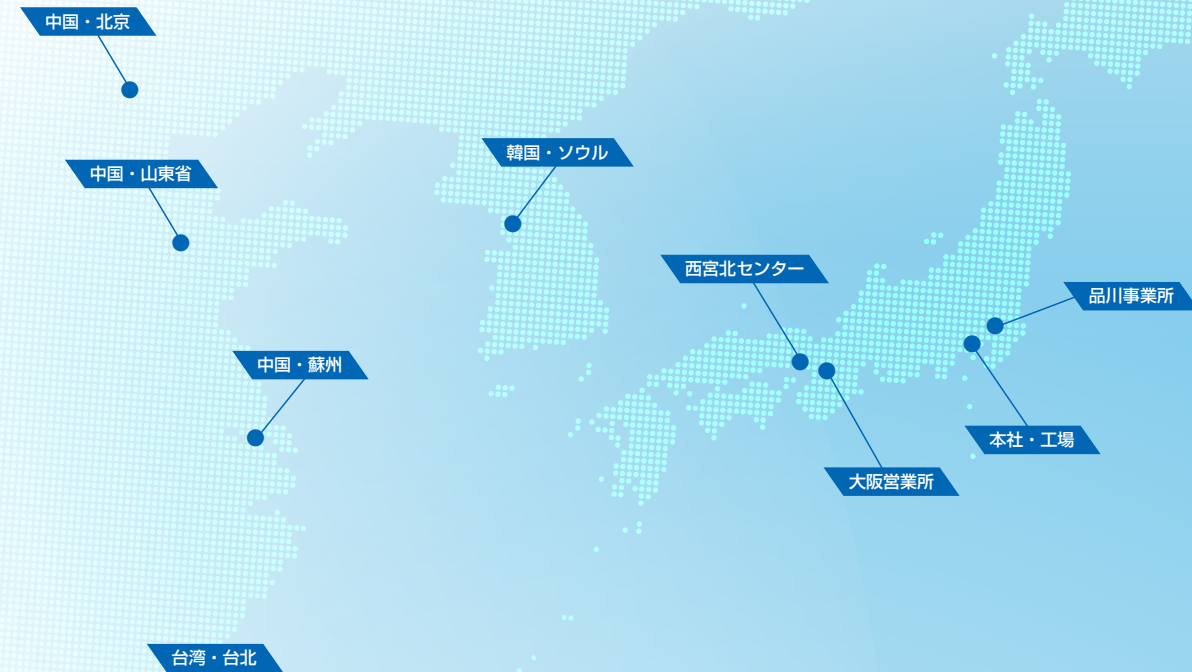 中国・北京
韓国・ソウル
中国・山東省
西宮北センター
品川事業所
中国・蘇州
本社・工場
大阪営業所
台湾・台北